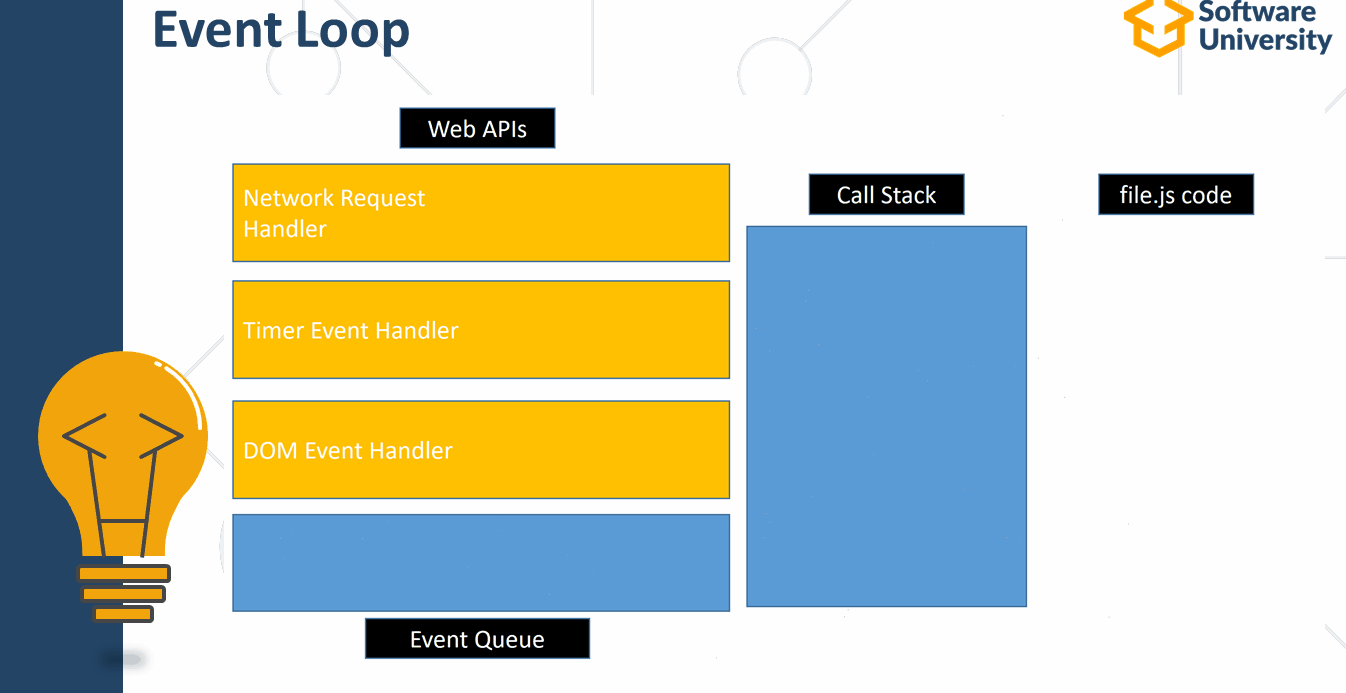 Event Loop
Software
University
Web APIs
Network Request
Handler
Timer Event Handler
DOM Event Handler
Event Queue
Call Stack
file.js code